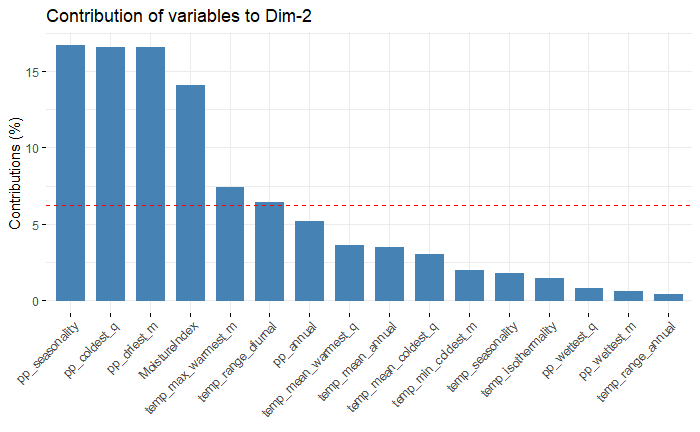 Contribution of variables to Dim-2
Contributions (%)
15
10
5
0
pp_seasonality
pp_coldest_q
pp_driest_m
MoistureIndex
temp_max_warmest_m
temp_range_diurnal
pp_annual
temp_mean_warmest_q
temp_mean_annual
temp_mean_coldest_q
temp_min_coldest_m
temp_seasonality
temp_Isothermality
pp_wettest_q
pp_wettest_m
temp_range_annual